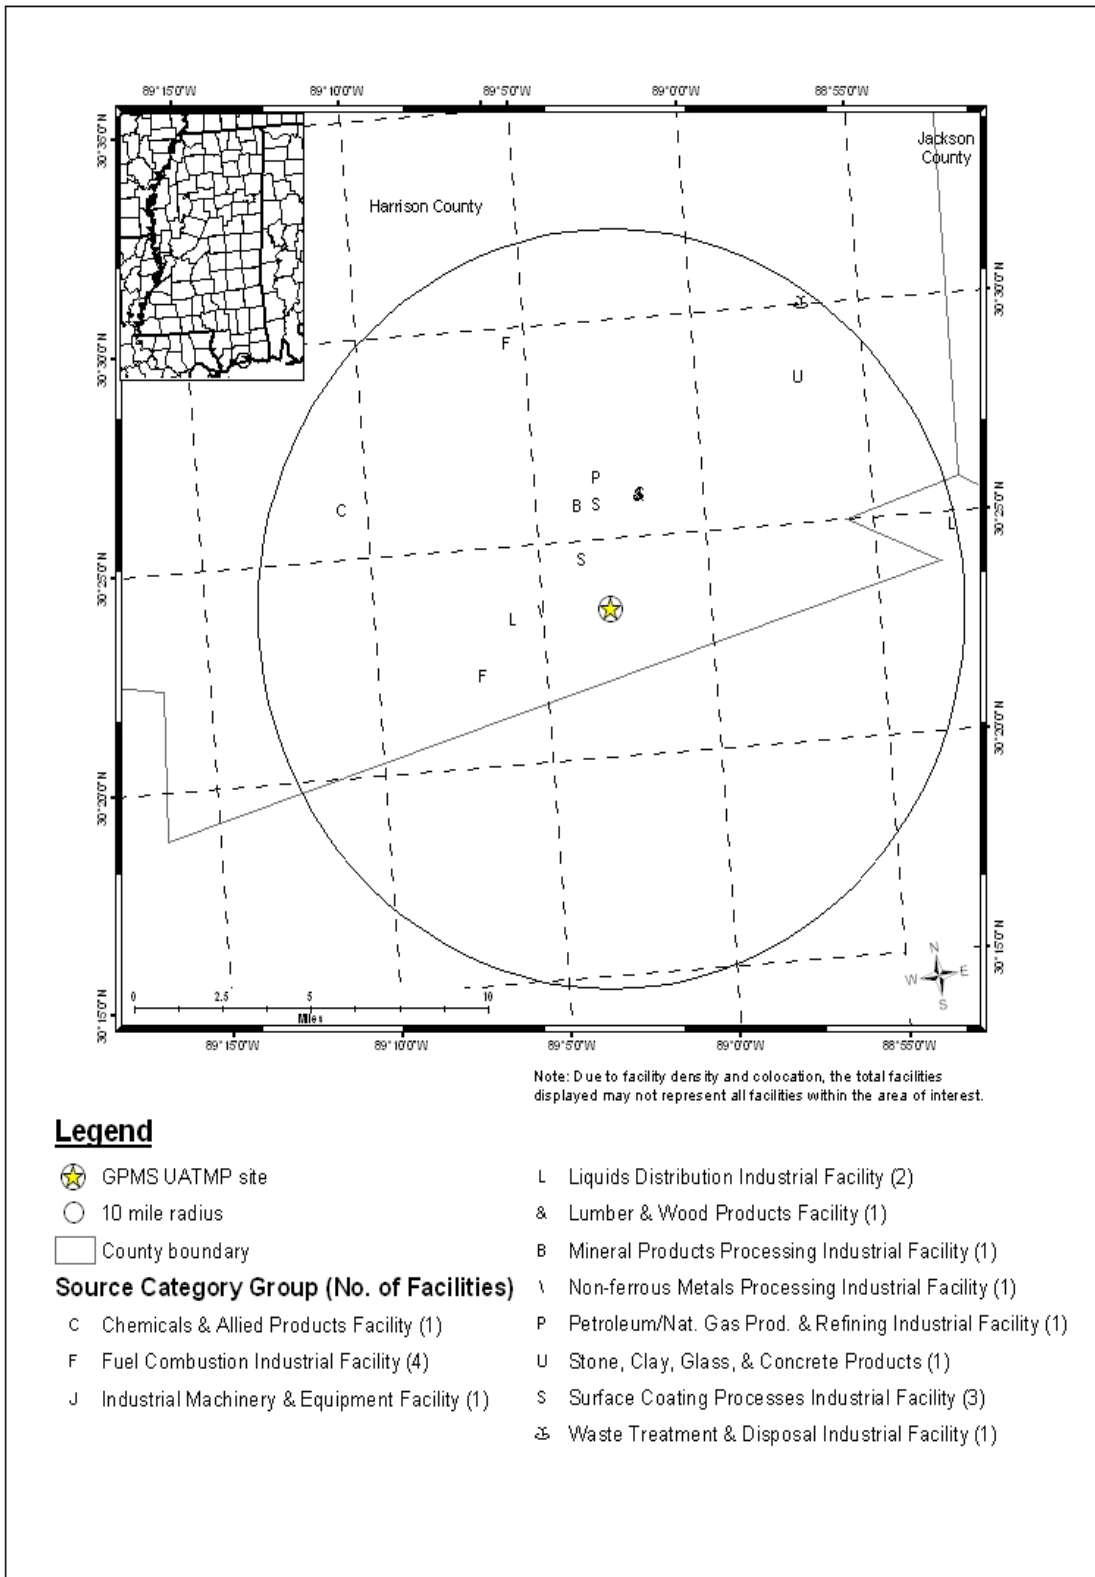 89°15'0"W 89°10'0"W 89°5'0"W 89°0'0"W 88°55'0"W
30°35'0"N
Jackson
County
Harrison County
30°30'0"N
30°30'0"N
F
U
P
C
B
S
30°25'0"N
L
S
30°25'0"N
L
\
F
30°20'0"N
30°20'0"N
30°15'0"N
N
W E
S
0 2.5 5 10
Miles
30°15'0"N
89°15'0"W 89°10'0"W 89°5'0"W 89°0'0"W 88°55'0"W
Note: Due to facility density and colocation, the total facilities
displayed may not represent all facilities within the area of interest.
Legend
GPMS UATMP site
10 mile radius
County boundary
Source Category Group (No. of Facilities)
C Chemicals & Allied Products Facility (1)
F Fuel Combustion Industrial Facility (4)
J Industrial Machinery & Equipment Facility (1)
L Liquids Distribution Industrial Facility (2)
& Lumber & Wood Products Facility (1)
B Mineral Products Processing Industrial Facility (1)
\ Non-ferrous Metals Processing Industrial Facility (1)
P Petroleum/Nat. Gas Prod. & Refining Industrial Facility (1)
U Stone, Clay, Glass, & Concrete Products (1)
S Surface Coating Processes Industrial Facility (3)
Waste Treatment & Disposal Industrial Facility (1)